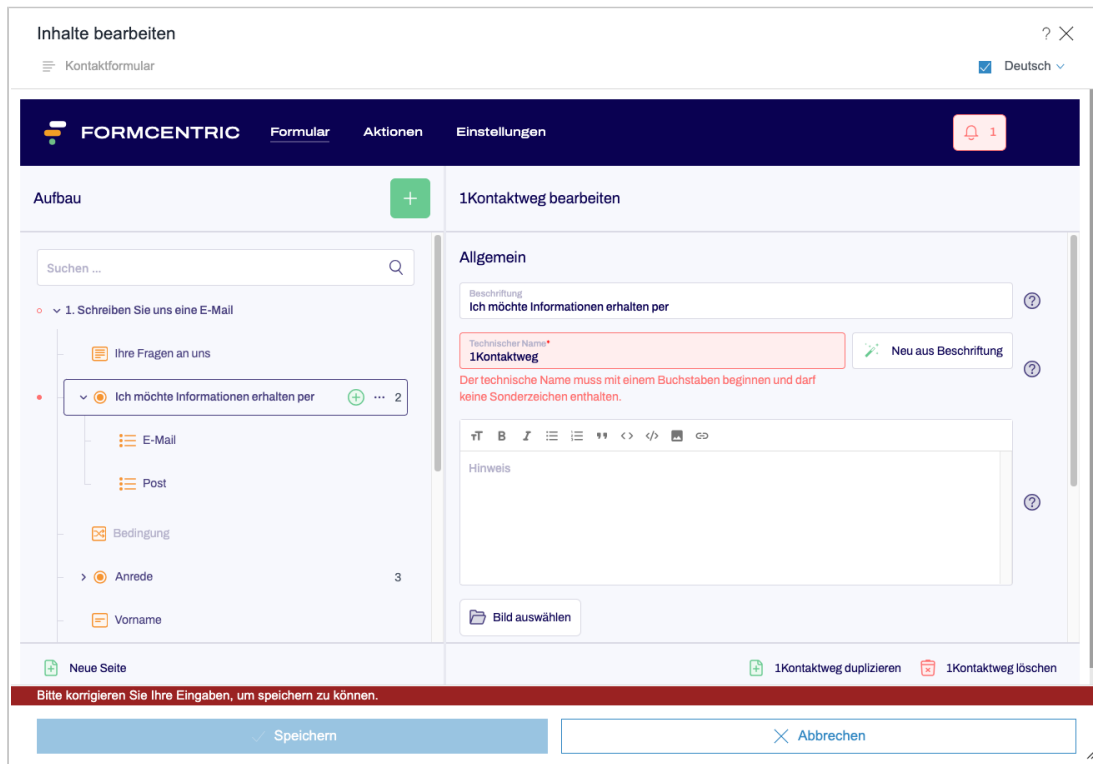 Inhalte bearbeiten
?
Kontaktformular
Deutsch
FORMCENTRIC
Formular
Aktionen
Einstellungen
1
Aufbau
+
1Kontaktweg bearbeiten
Suchen ...
1. Schreiben Sie uns eine E-Mail
Ihre Fragen an uns
Ich möchte Informationen erhalten per
... 2
E-Mail
Post
Bedingung
Anrede
3
Vorname
Neue Seite
Allgemein
Beschriftung
Ich möchte Informationen erhalten per
?
Technischer Name*
1Kontaktweg
Neu aus Beschriftung
?
Der technische Name muss mit einem Buchstaben beginnen und darf
keine Sonderzeichen enthalten.
TT B I
Hinweis
?
Bild auswählen
1Kontaktweg duplizieren
1Kontaktweg löschen
Bitte korrigieren Sie Ihre Eingaben, um speichern zu können.
Speichern
Abbrechen